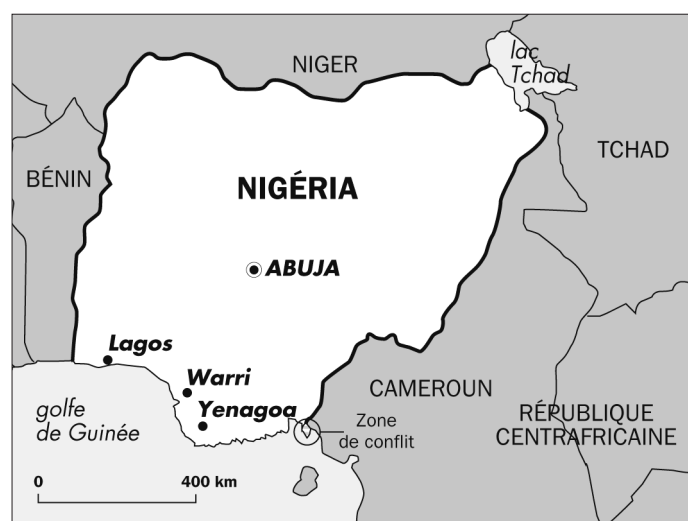 lac
Tchad
NIGER
TCHAD
BÉNIN
NIGÉRIA
ABUJA
Lagos
Warri
CAMEROUN
Yenagoa
golfe
de Guinée
Zone
de conflit
RÉPUBLIQUE
CENTRAFRICAINE
0
400 km